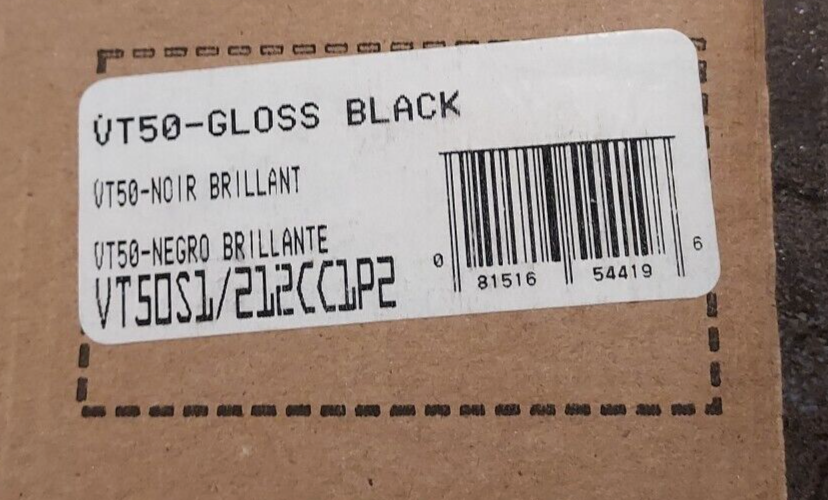 VT50-GLOSS BLACK
VT50-NOIR BRILLANT
VT50-NEGRO BRILLANTE
VT50S1/212CC1P2
0 81516 54419 6